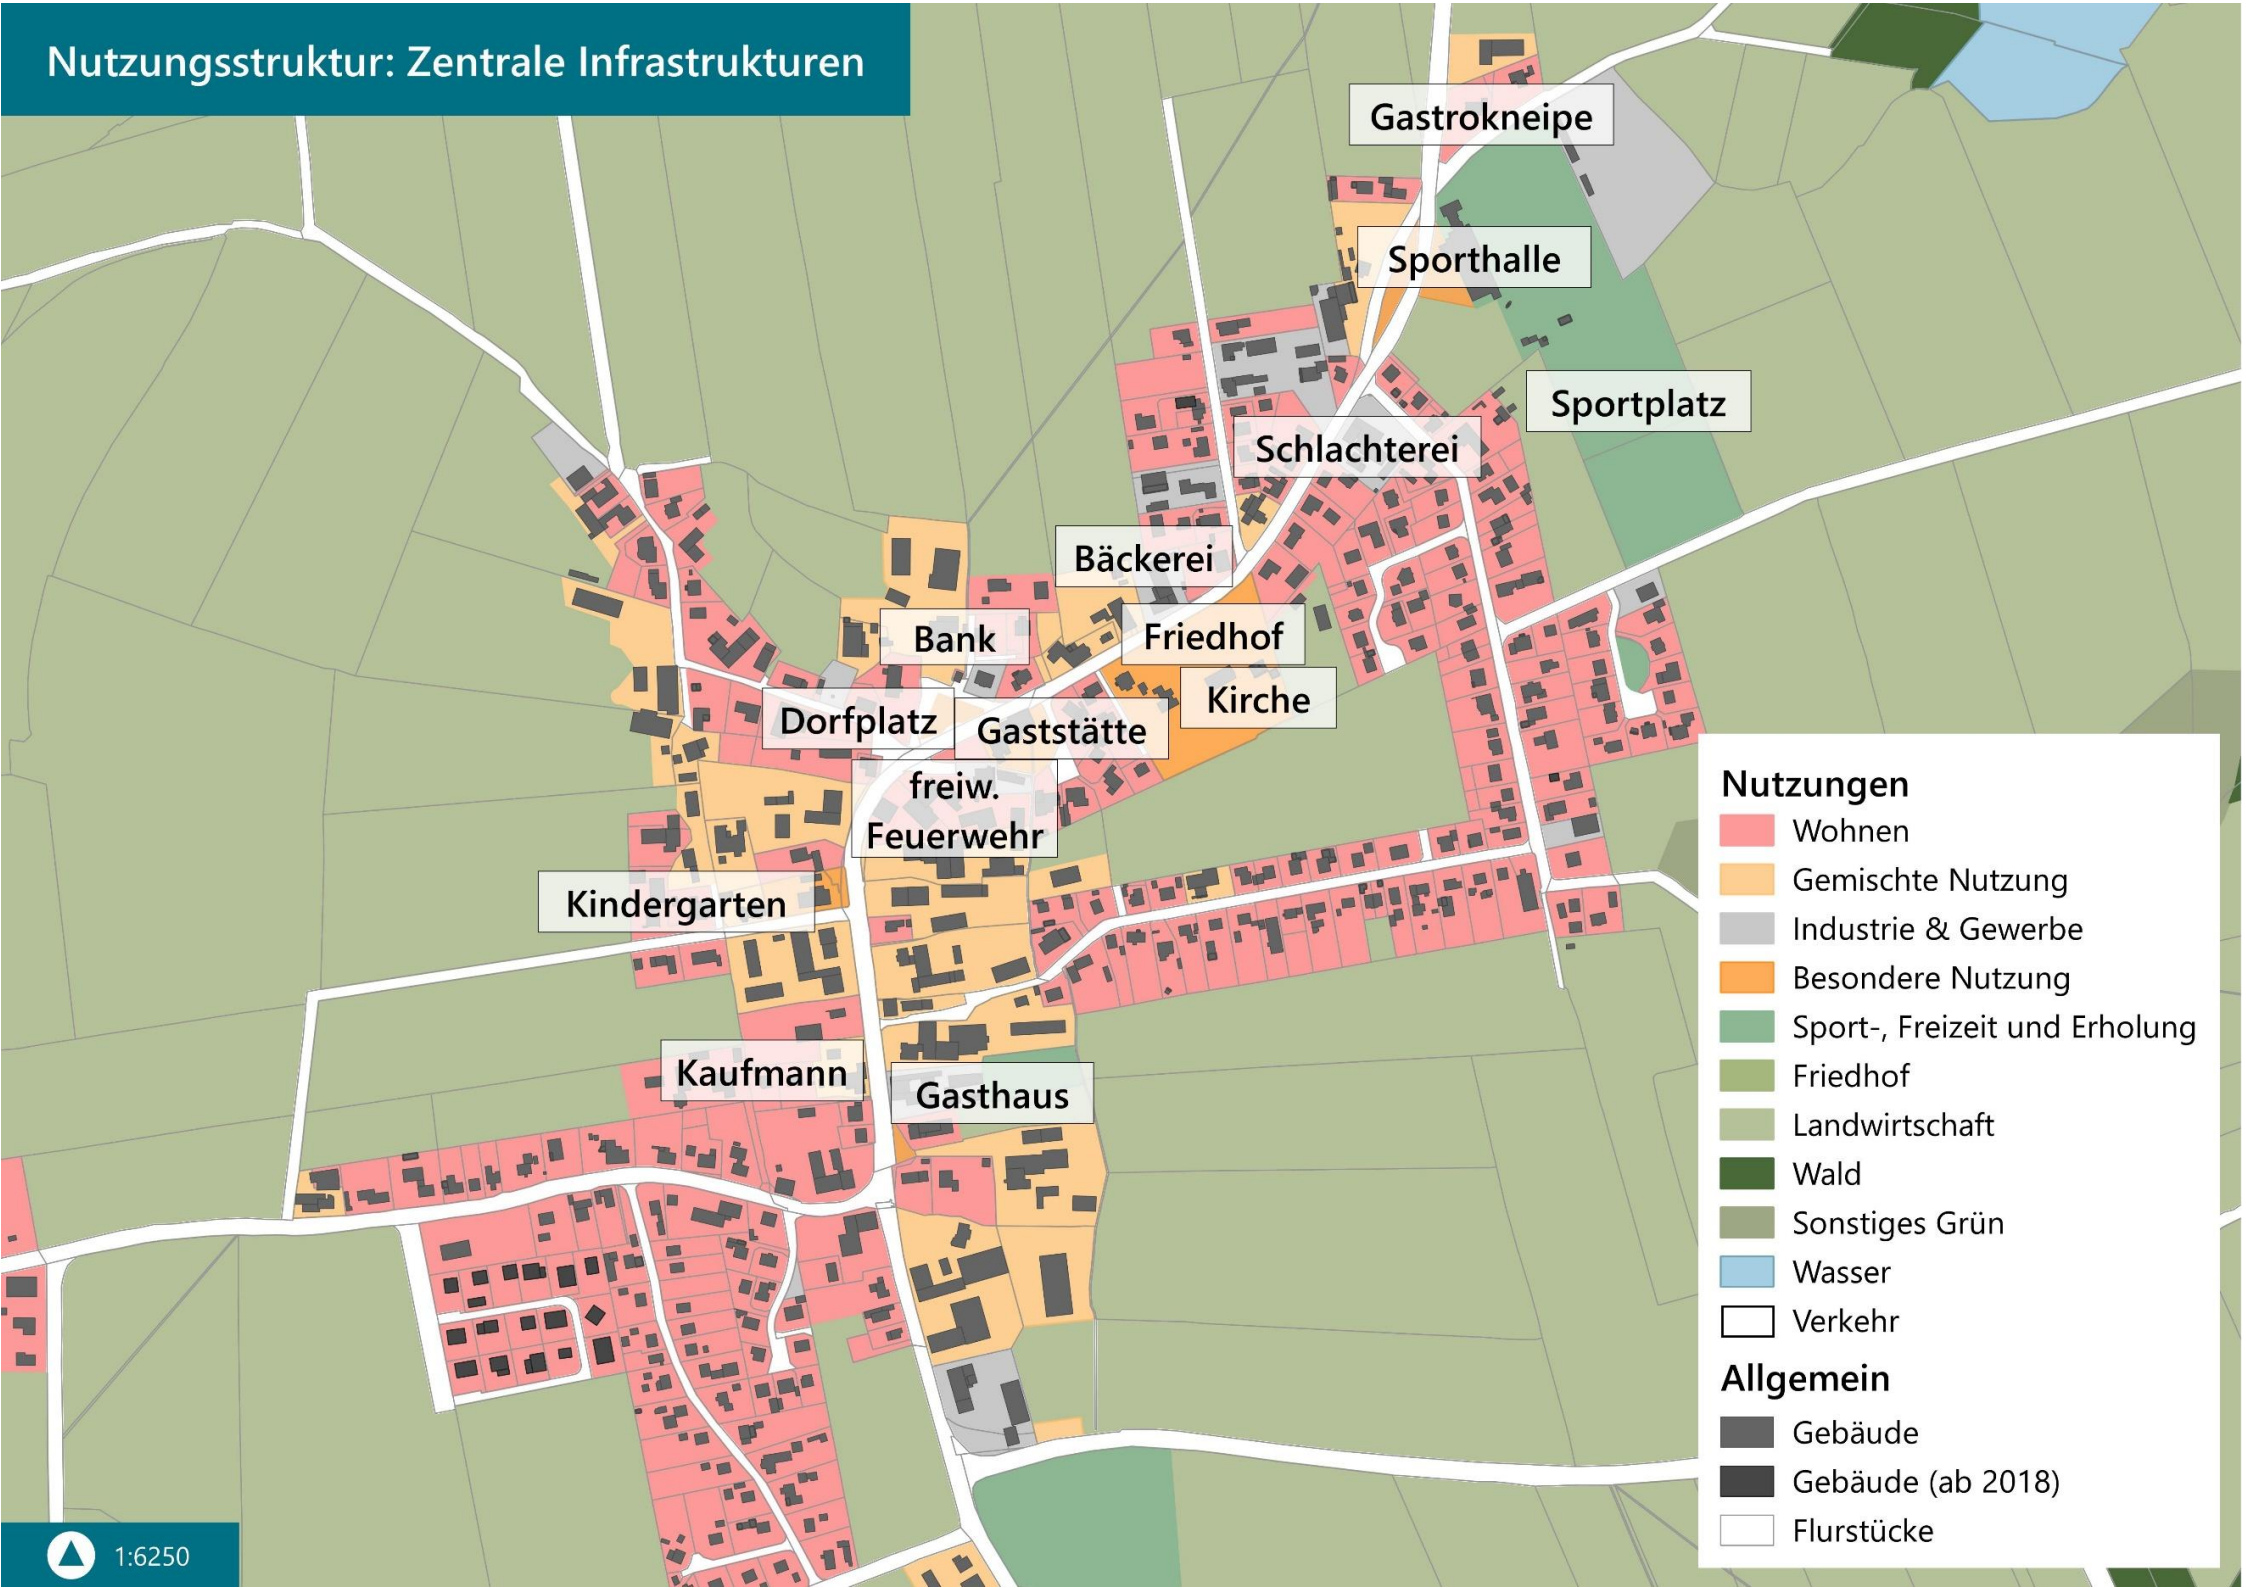 Nutzungsstruktur: Zentrale Infrastrukturen
Gastrokneipe
Sporthalle
Sportplatz
Schlachterei
Bäckerei
Bank
Friedhof
Kirche
Dorfplatz
Gaststätte
freiw.
Feuerwehr
Kindergarten
Kaufmann
Gasthaus
Nutzungen
Wohnen
Gemischte Nutzung
Industrie & Gewerbe
Besondere Nutzung
Sport-, Freizeit und Erholung
Friedhof
Landwirtschaft
Wald
Sonstiges Grün
Wasser
Verkehr
Allgemein
Gebäude
Gebäude (ab 2018)
Flurstücke
1:6250